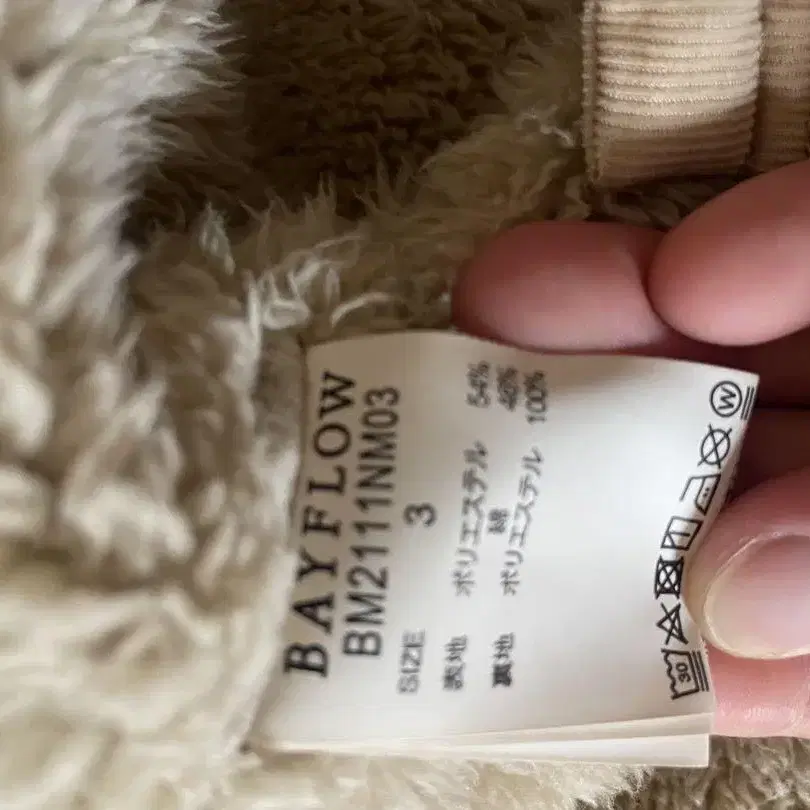 BAYFLOW
BM2111NM03
SIZE 3
表地 ポリエステル 54%
綿 46%
裏地 ポリエステル 100%
30
W